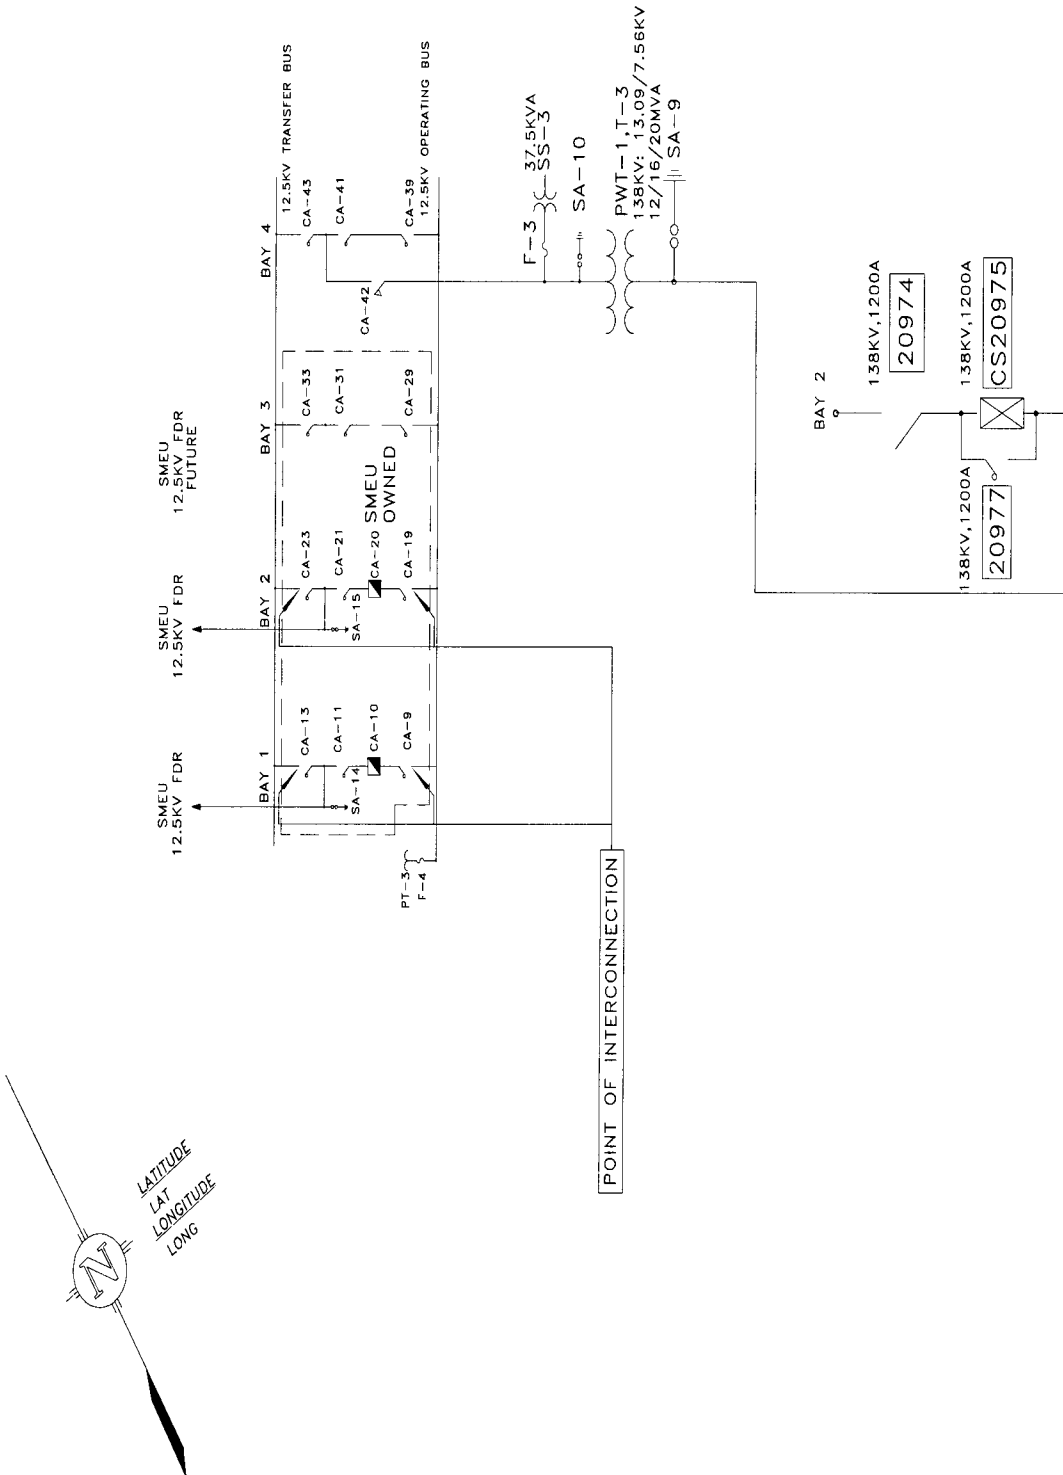 12.5KV TRANSFER BUS
12.5KV OPERATING BUS
BAY 4
CA-43
CA-41
CA-39
CA-42
F-3
37.5KVA
SS-3
SA-10
PWT-1,T-3
138KV: 13.09/7.56KV
12/16/20MVA
SA-9
SMEU
12.5KV FDR
FUTURE
BAY 3
CA-33
CA-31
CA-29
SMEU
OWNED
SMEU
12.5KV FDR
BAY 2
CA-23
CA-21
CA-20
CA-19
SA-15
SMEU
12.5KV FDR
BAY 1
CA-13
CA-11
CA-10
CA-9
SA-14
PT-3
F-4
POINT OF INTERCONNECTION
BAY 2
138KV,1200A
20974
138KV,1200A
CS20975
138KV,1200A
20977
N
LATITUDE
LAT
LONGITUDE
LONG